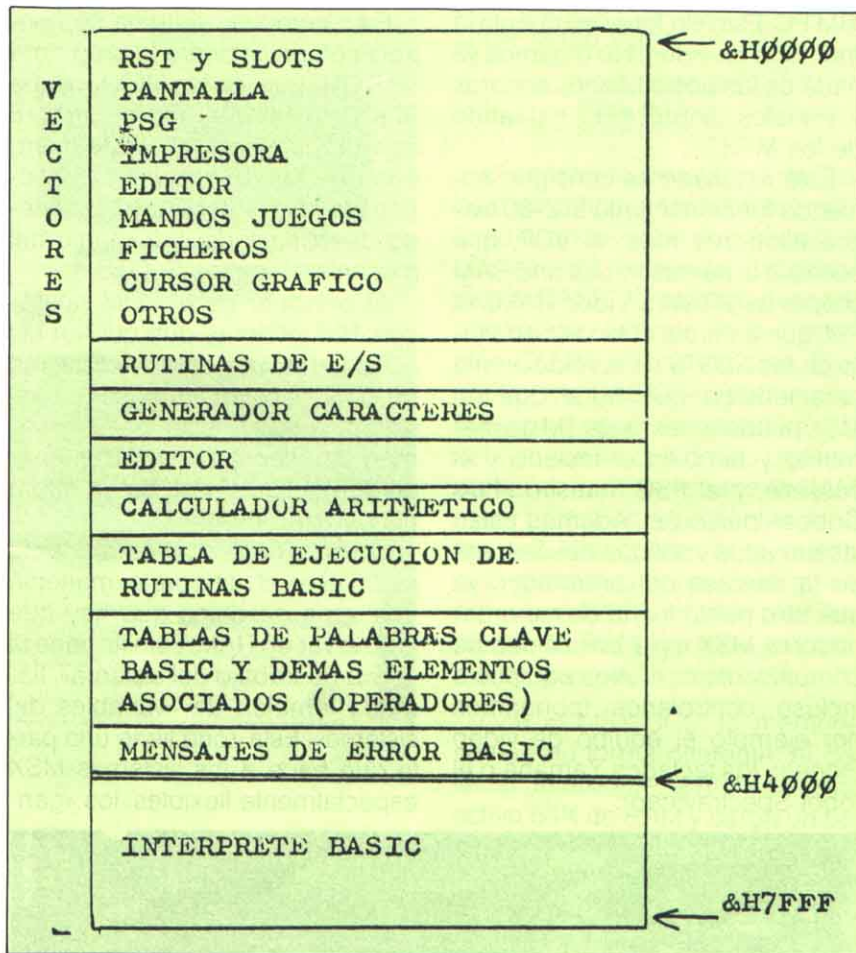 &HØØØØ
VECTORES
RST y SLOTS
PANTALLA
PSG
IMPRESORA
EDITOR
MANDOS JUEGOS
FICHEROS
CURSOR GRAFICO
OTROS
RUTINAS DE E/S
GENERADOR CARACTERES
EDITOR
CALCULADOR ARITMETICO
TABLA DE EJECUCION DE
RUTINAS BASIC
TABLAS DE PALABRAS CLAVE
BASIC Y DEMAS ELEMENTOS
ASOCIADOS (OPERADORES)
MENSAJES DE ERROR BASIC
&H4ØØØ
INTERPRETE BASIC
&H7FFF